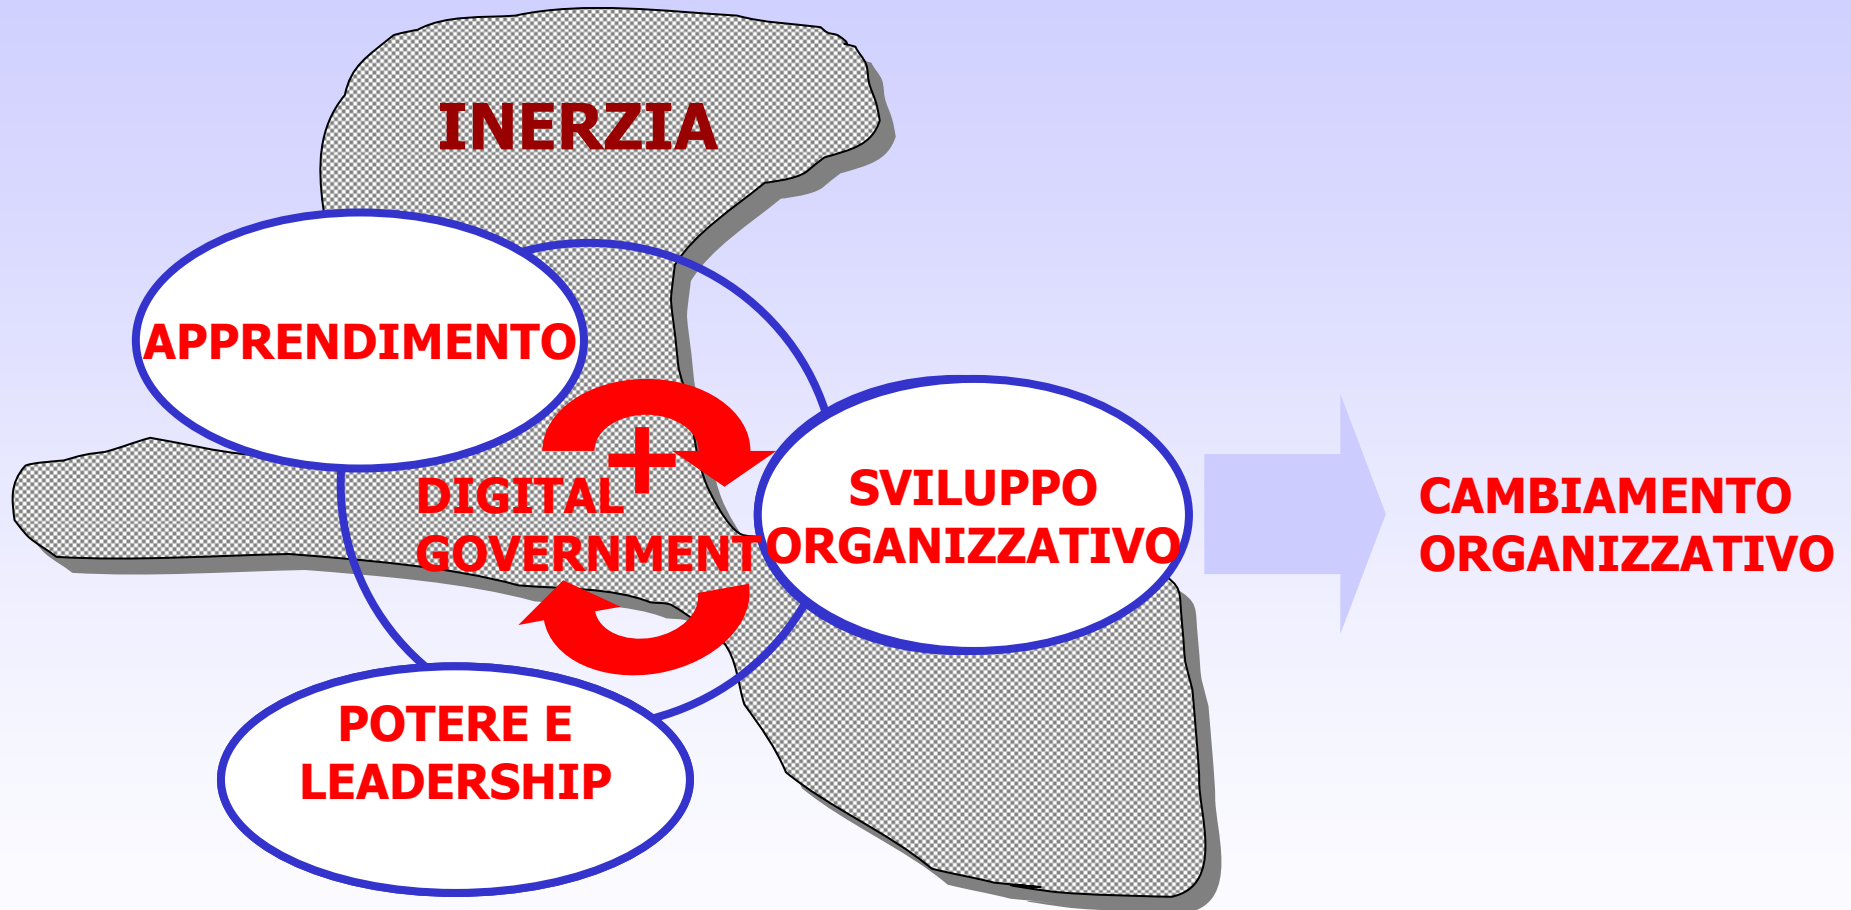 INERZIA
APPRENDIMENTO
+
DIGITAL
GOVERNMENT
SVILUPPO
ORGANIZZATIVO
CAMBIAMENTO
ORGANIZZATIVO
POTERE E
LEADERSHIP